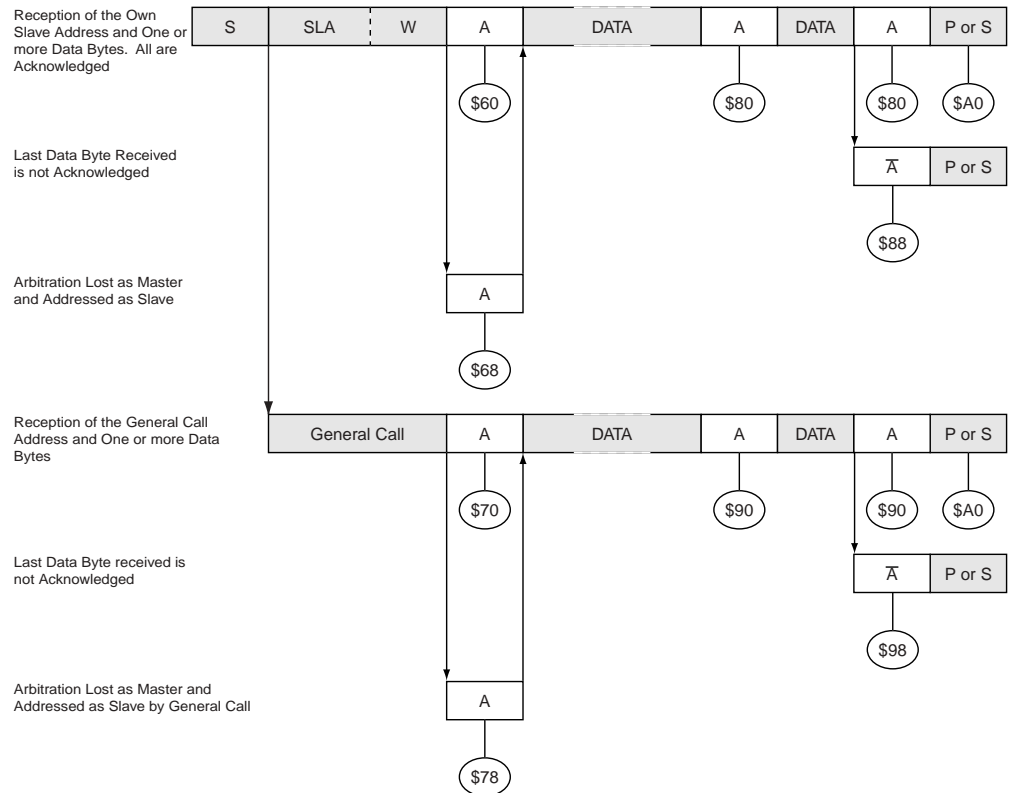 Reception of the Own
Slave Address and One or
more Data Bytes. All are
Acknowledged
S SLA W A DATA A DATA A P or S
$60 $80 $80 $A0
Last Data Byte Received
is not Acknowledged
A̅ P or S
$88
Arbitration Lost as Master
and Addressed as Slave
A
$68
Reception of the General Call
Address and One or more Data
Bytes
General Call A DATA A DATA A P or S
$70 $90 $90 $A0
Last Data Byte received is
not Acknowledged
A̅ P or S
$98
Arbitration Lost as Master and
Addressed as Slave by General Call
A
$78